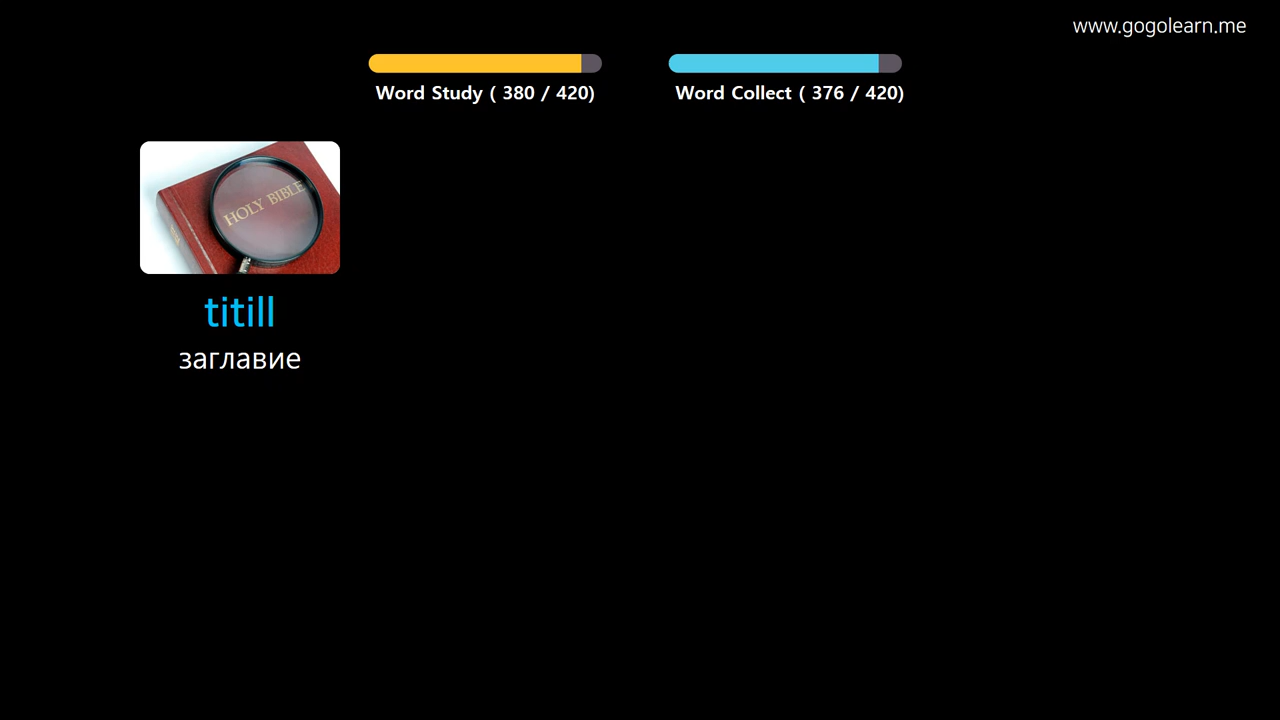 www.gogolearn.me
Word Study ( 380 / 420)
Word Collect ( 376 / 420)
HOLY BIBLE
titill
заглавие